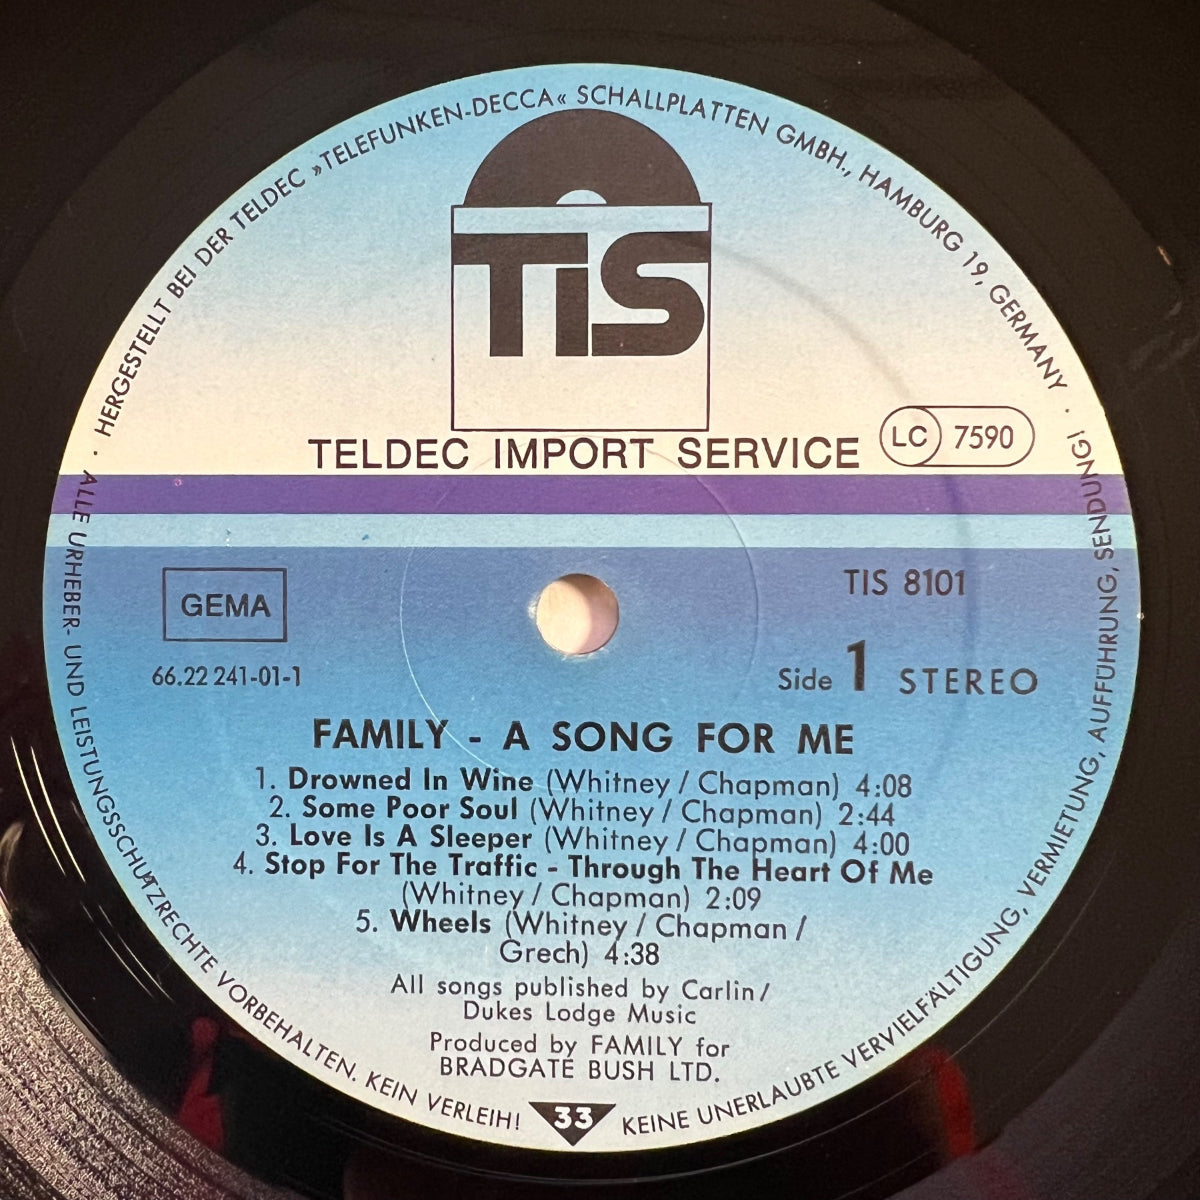 · HERGESTELLT BEI DER TELDEC »TELEFUNKEN-DECCA« SCHALLPLATTEN GMBH., HAMBURG 19, GERMANY ·
TiS
TELDEC IMPORT SERVICE
LC 7590
GEMA
TIS 8101
66.22 241-01-1
Side 1 STEREO
FAMILY - A SONG FOR ME
1. Drowned In Wine (Whitney / Chapman) 4:08
2. Some Poor Soul (Whitney / Chapman) 2:44
3. Love Is A Sleeper (Whitney / Chapman) 4:00
4. Stop For The Traffic - Through The Heart Of Me
(Whitney / Chapman) 2:09
5. Wheels (Whitney / Chapman /
Grech) 4:38
All songs published by Carlin/
Dukes Lodge Music
Produced by FAMILY for
BRADGATE BUSH LTD.
33
ALLE URHEBER- UND LEISTUNGSSCHUTZRECHTE VORBEHALTEN. KEIN VERLEIH!
KEINE UNERLAUBTE VERVIELFÄLTIGUNG, VERMIETUNG, AUFFÜHRUNG, SENDUNG!